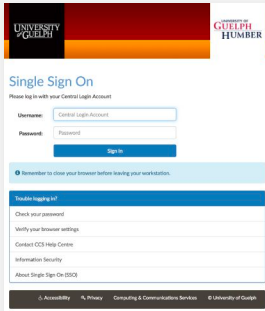 UNIVERSITY
of GUELPH
UNIVERSITY OF
GUELPH
HUMBER
Single Sign On
Please log in with your Central Login Account
Username: Central Login Account
Password: Password
Sign in
Remember to close your browser before leaving your workstation.
Trouble logging in?
Check your password
Verify your browser settings
Contact CCS Help Centre
Information Security
About Single Sign On (SSO)
Accessibility Privacy Computing & Communications Services © University of Guelph